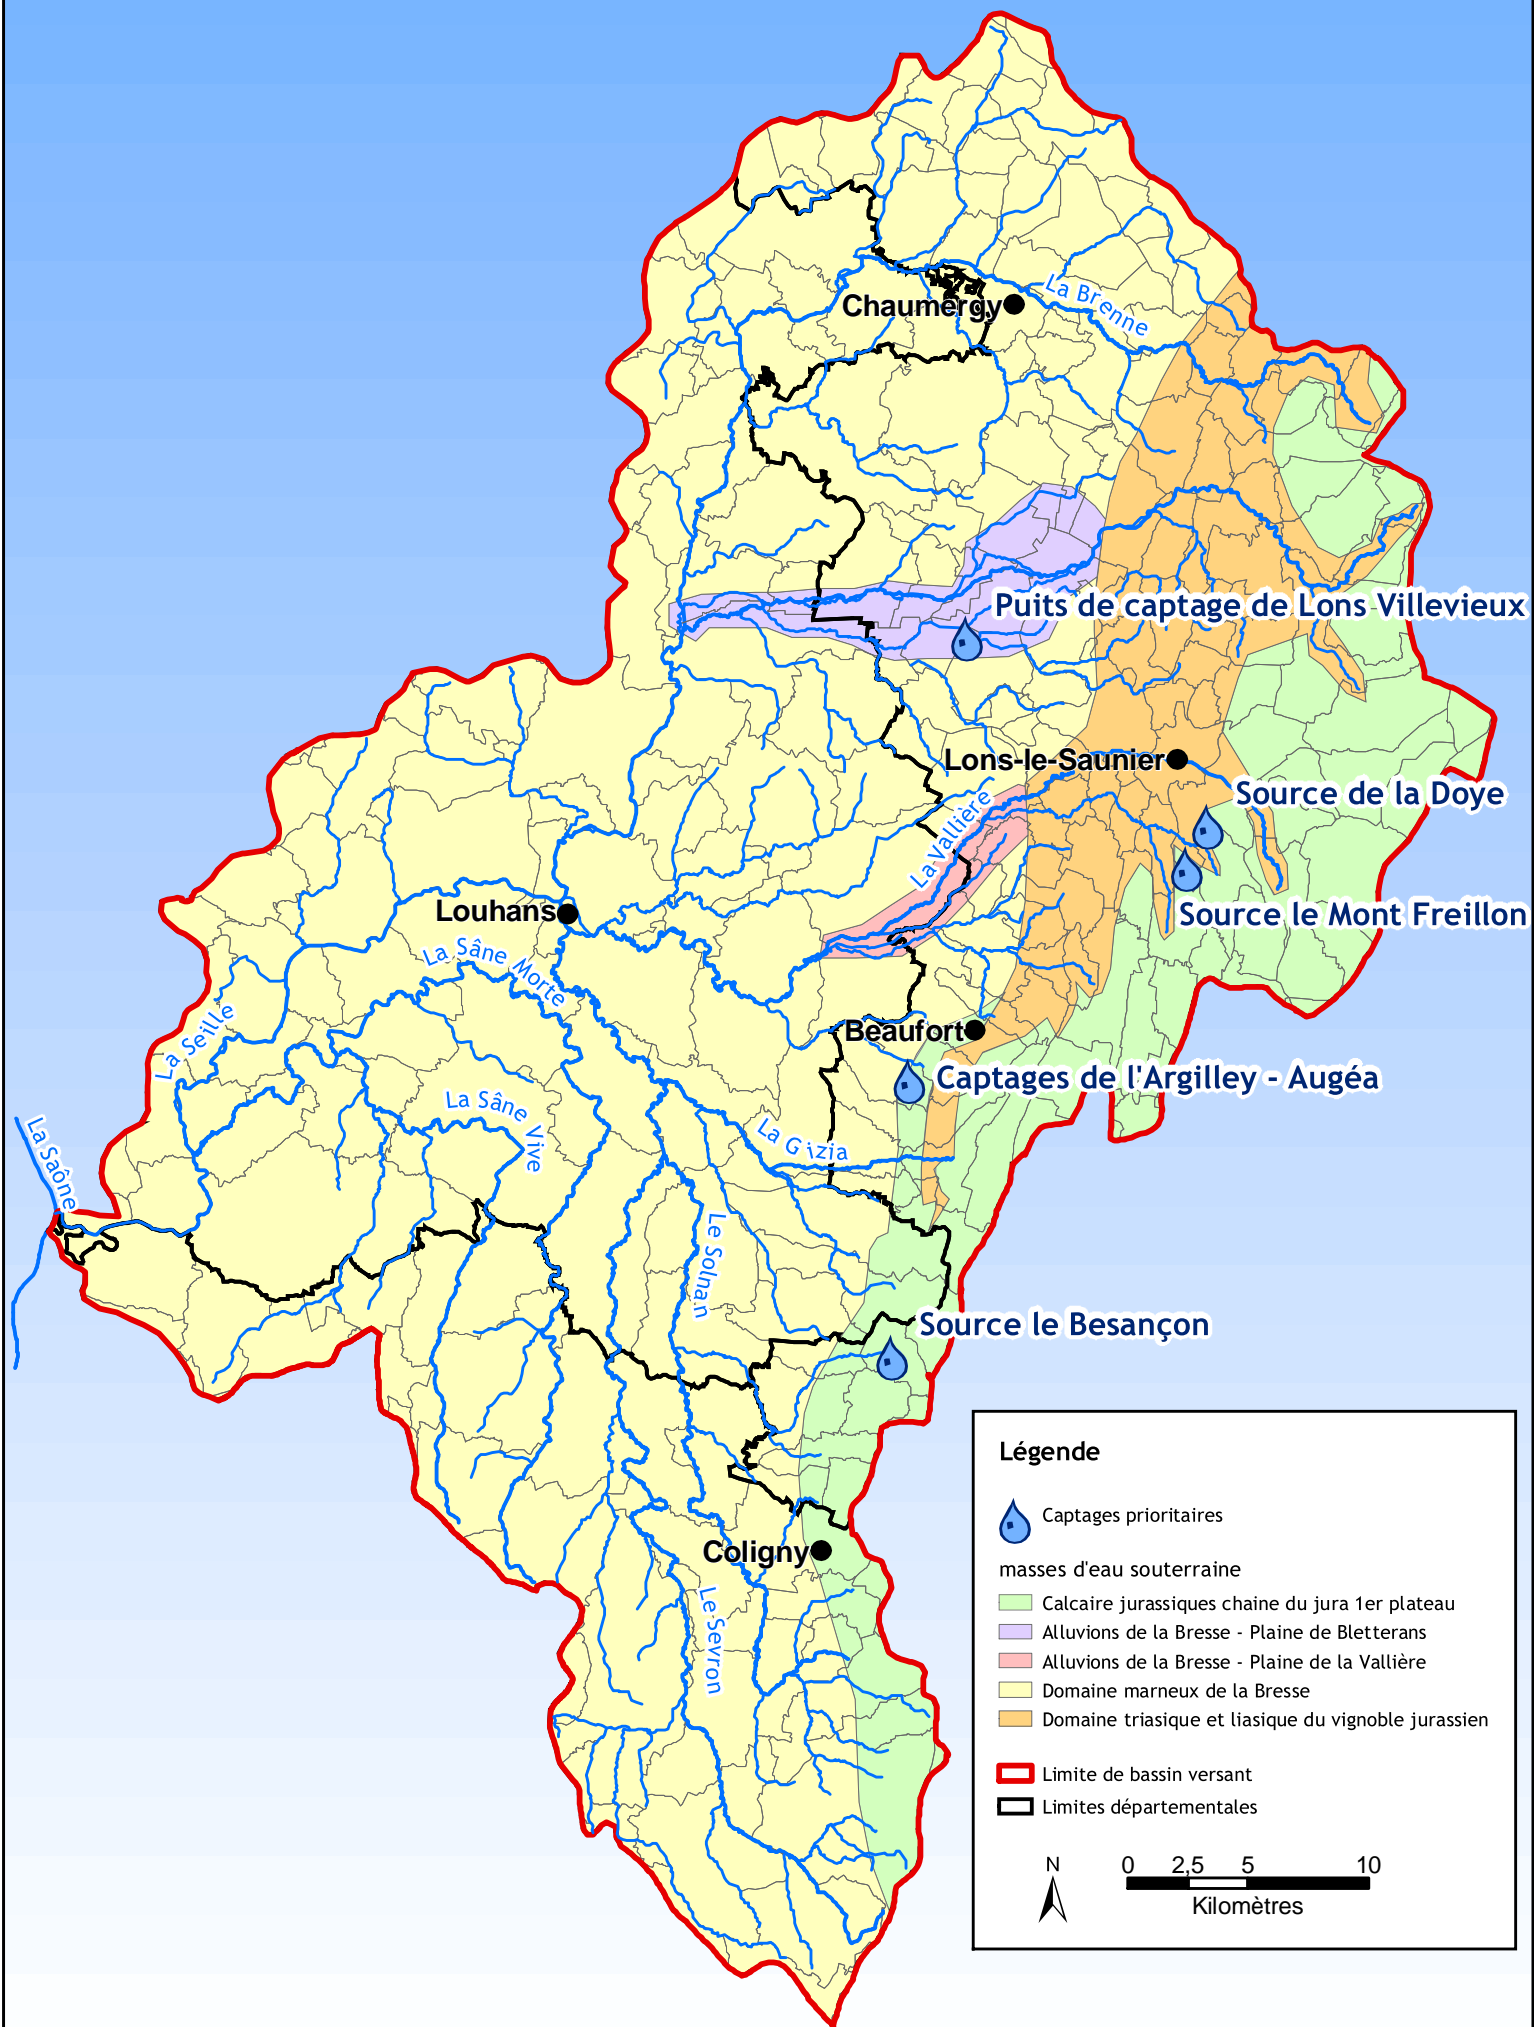 Chaumergy
La Brenne
Puits de captage de Lons Villevieux
Lons-le-Saunier
Source de la Doye
La Vallière
Source le Mont Freillon
Louhans
La Sâne Morte
La Seille
Beaufort
Captages de l'Argilley - Augéa
La Sâne Vive
La Saône
La Gizia
Le Solnan
Source le Besançon
Coligny
Le Sevron
Légende
Captages prioritaires
masses d'eau souterraine
Calcaire jurassiques chaine du jura 1er plateau
Alluvions de la Bresse - Plaine de Bletterans
Alluvions de la Bresse - Plaine de la Vallière
Domaine marneux de la Bresse
Domaine triasique et liasique du vignoble jurassien
Limite de bassin versant
Limites départementales
N
0 2,5 5 10
Kilomètres